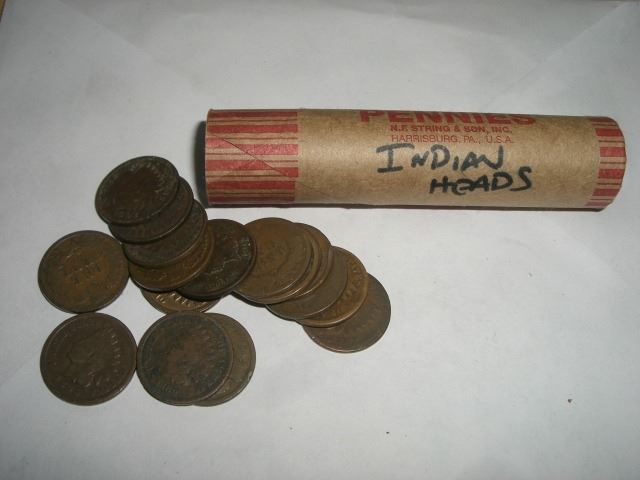 PENNIES
N.F. STRING & SON, INC.
HARRISBURG, PA., U.S.A.
INDIAN
HEADS